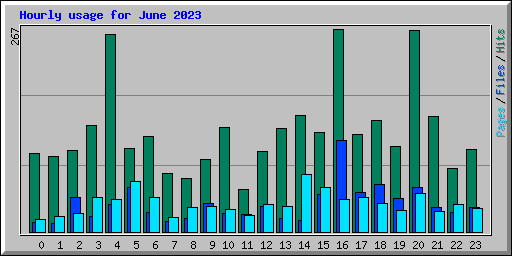 Hourly usage for June 2023
267
Pages/Files/Hits
0 1 2 3 4 5 6 7 8 9 10 11 12 13 14 15 16 17 18 19 20 21 22 23